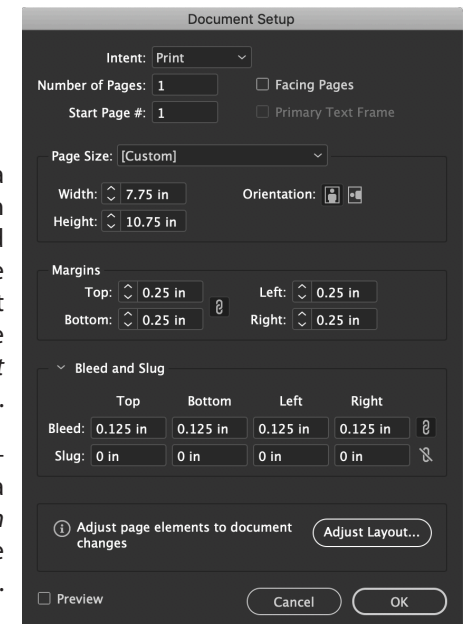 Document Setup
Intent: Print
Number of Pages: 1 Facing Pages
Start Page #: 1 Primary Text Frame
Page Size: [Custom]
Width: 7.75 in Orientation:
Height: 10.75 in
Margins
Top: 0.25 in Left: 0.25 in
Bottom: 0.25 in Right: 0.25 in
Bleed and Slug
Top Bottom Left Right
Bleed: 0.125 in 0.125 in 0.125 in 0.125 in
Slug: 0 in 0 in 0 in 0 in
Adjust page elements to document
changes
Adjust Layout...
Preview Cancel OK